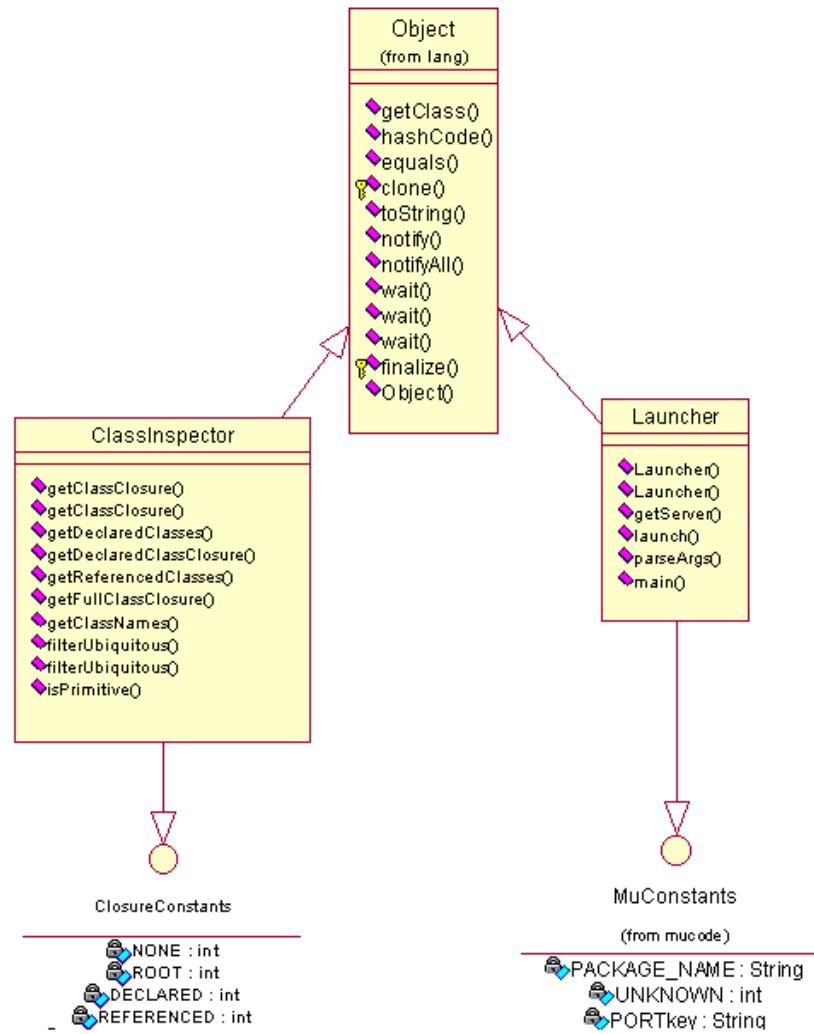 Object
(from lang)
getClass()
hashCode()
equals()
clone()
toString()
notify()
notifyAll()
wait()
wait()
wait()
finalize()
Object()
ClassInspector
getClassClosure()
getClassClosure()
getDeclaredClasses()
getDeclaredClassClosure()
getReferencedClasses()
getFullClassClosure()
getClassNames()
filterUbiquitous()
filterUbiquitous()
isPrimitive()
Launcher
Launcher()
Launcher()
getServer()
launch()
parseArgs()
main()
ClosureConstants
NONE : int
ROOT : int
DECLARED : int
REFERENCED : int
MuConstants
(from mucode)
PACKAGE_NAME : String
UNKNOWN : int
PORTkey : String